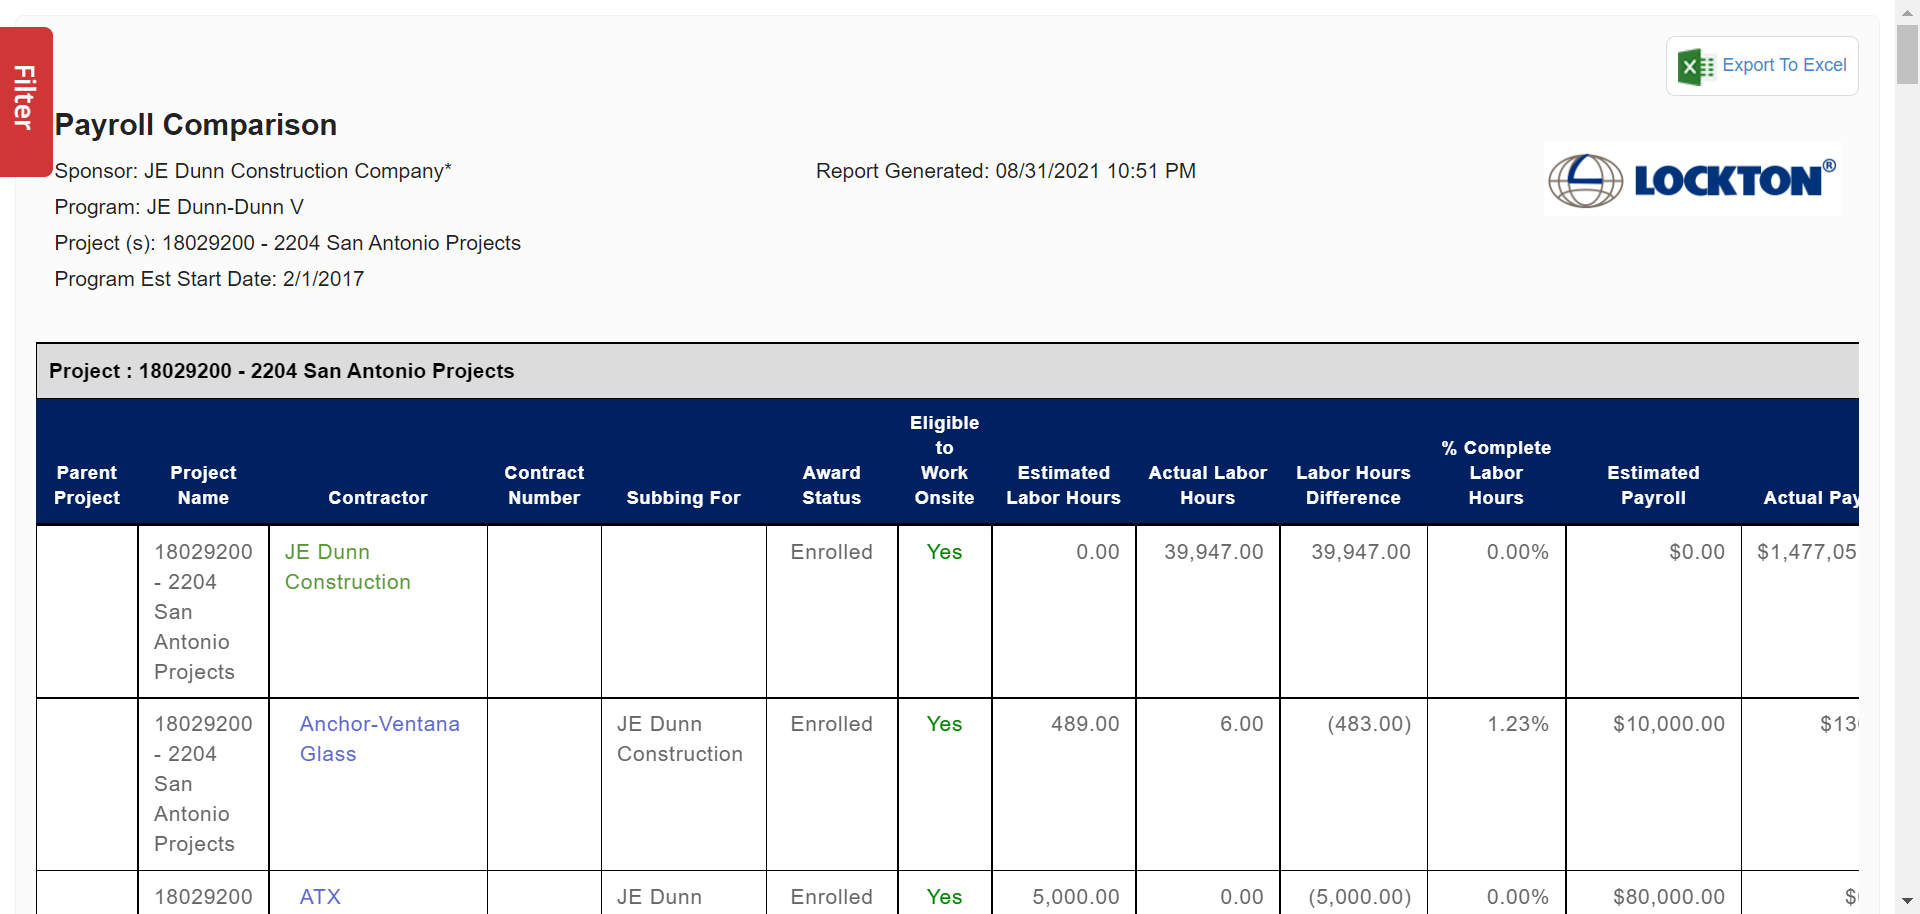 Filter
Export To Excel
Payroll Comparison
Sponsor: JE Dunn Construction Company*
Report Generated: 08/31/2021 10:51 PM
LOCKTON®
Program: JE Dunn-Dunn V
Project (s): 18029200 - 2204 San Antonio Projects
Program Est Start Date: 2/1/2017
Project : 18029200 - 2204 San Antonio Projects
Parent
Project
Project
Name
Contractor
Contract
Number
Subbing For
Award
Status
Eligible
to
Work
Onsite
Estimated
Labor Hours
Actual Labor
Hours
Labor Hours
Difference
% Complete
Labor
Hours
Estimated
Payroll
Actual Pay
18029200
- 2204
San
Antonio
Projects
JE Dunn
Construction
Enrolled
Yes
0.00
39,947.00
39,947.00
0.00%
$0.00
$1,477,05
18029200
- 2204
San
Antonio
Projects
Anchor-Ventana
Glass
JE Dunn
Construction
Enrolled
Yes
489.00
6.00
(483.00)
1.23%
$10,000.00
$13
18029200
ATX
JE Dunn
Enrolled
Yes
5,000.00
0.00
(5,000.00)
0.00%
$80,000.00
$